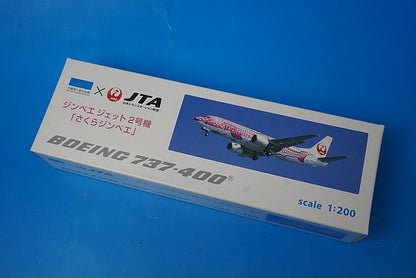 × JTA
ジンベエ ジェット 2号機
「さくらジンベエ」
BOEING 737-400®
scale 1:200